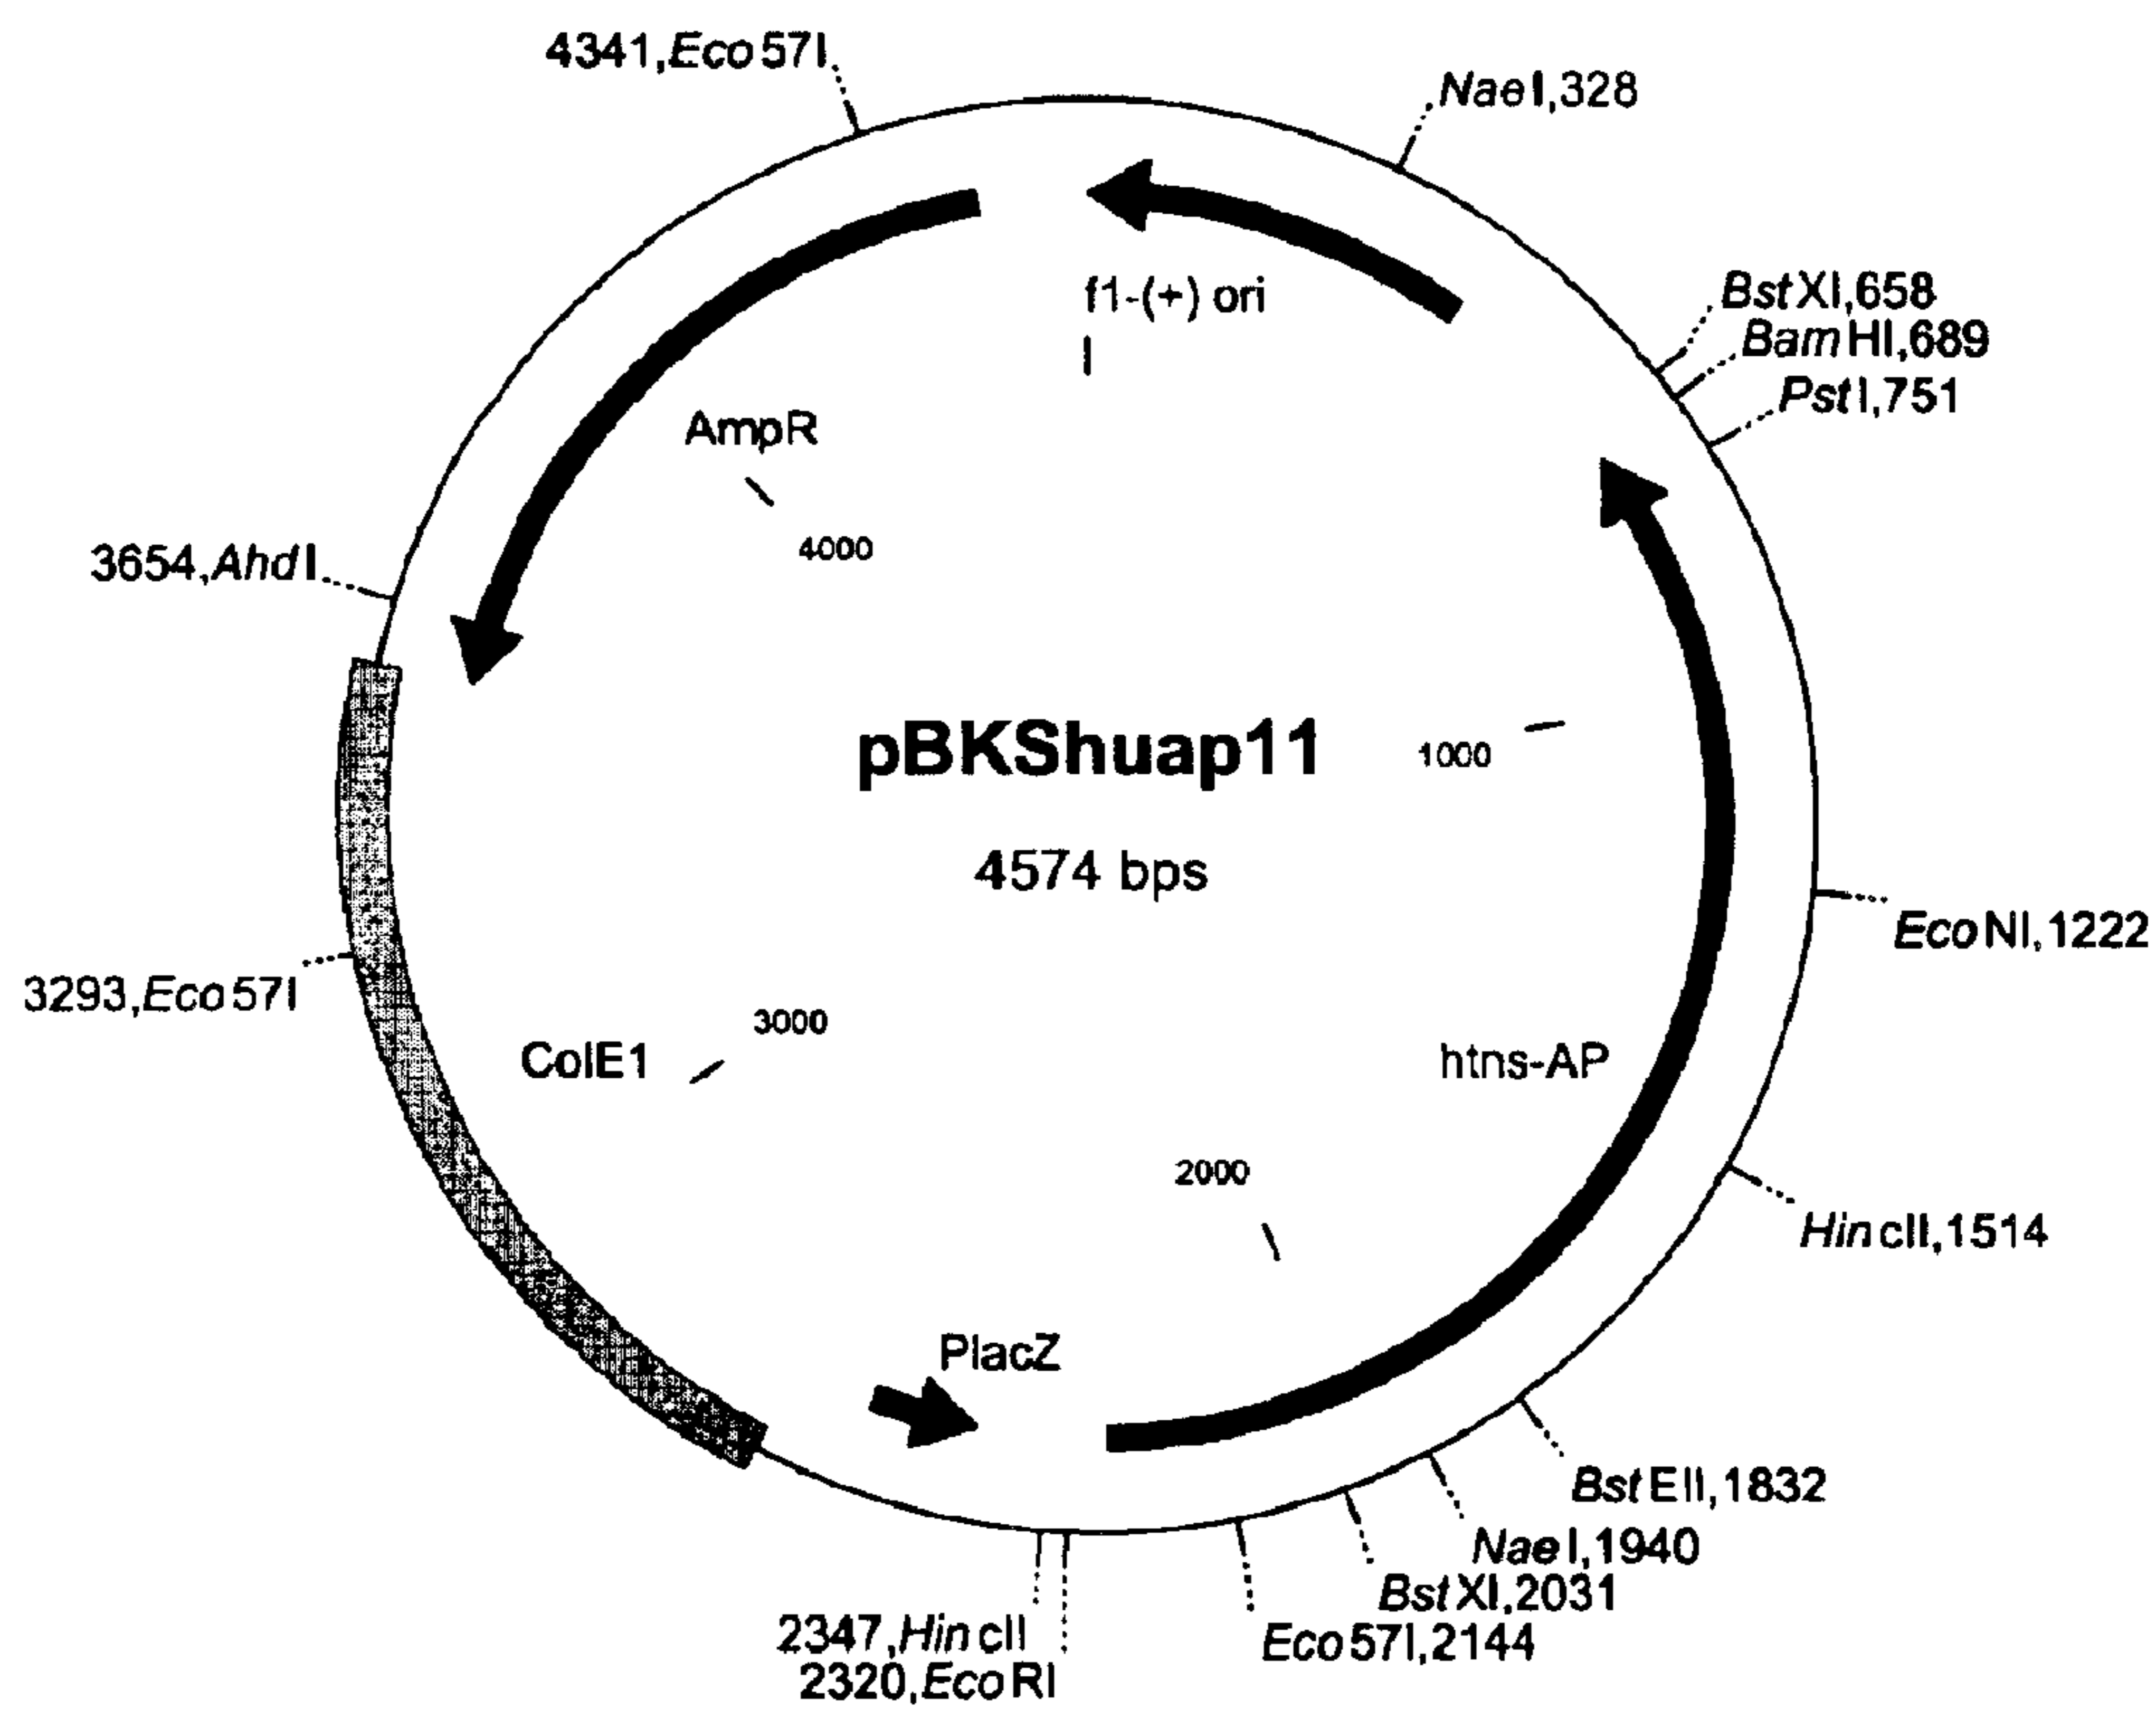 4341,Eco57I
NaeI,328
BstXI,658
BamHI,689
PstI,751
f1-(+) ori
AmpR
4000
3654,AhdI
pBKShuap11
1000
4574 bps
EcoNI,1222
3293,Eco57I
3000
ColE1
htns-AP
2000
HincII,1514
PlacZ
BstEII,1832
NaeI,1940
BstXI,2031
2347,HincII
Eco57I,2144
2320,EcoRI